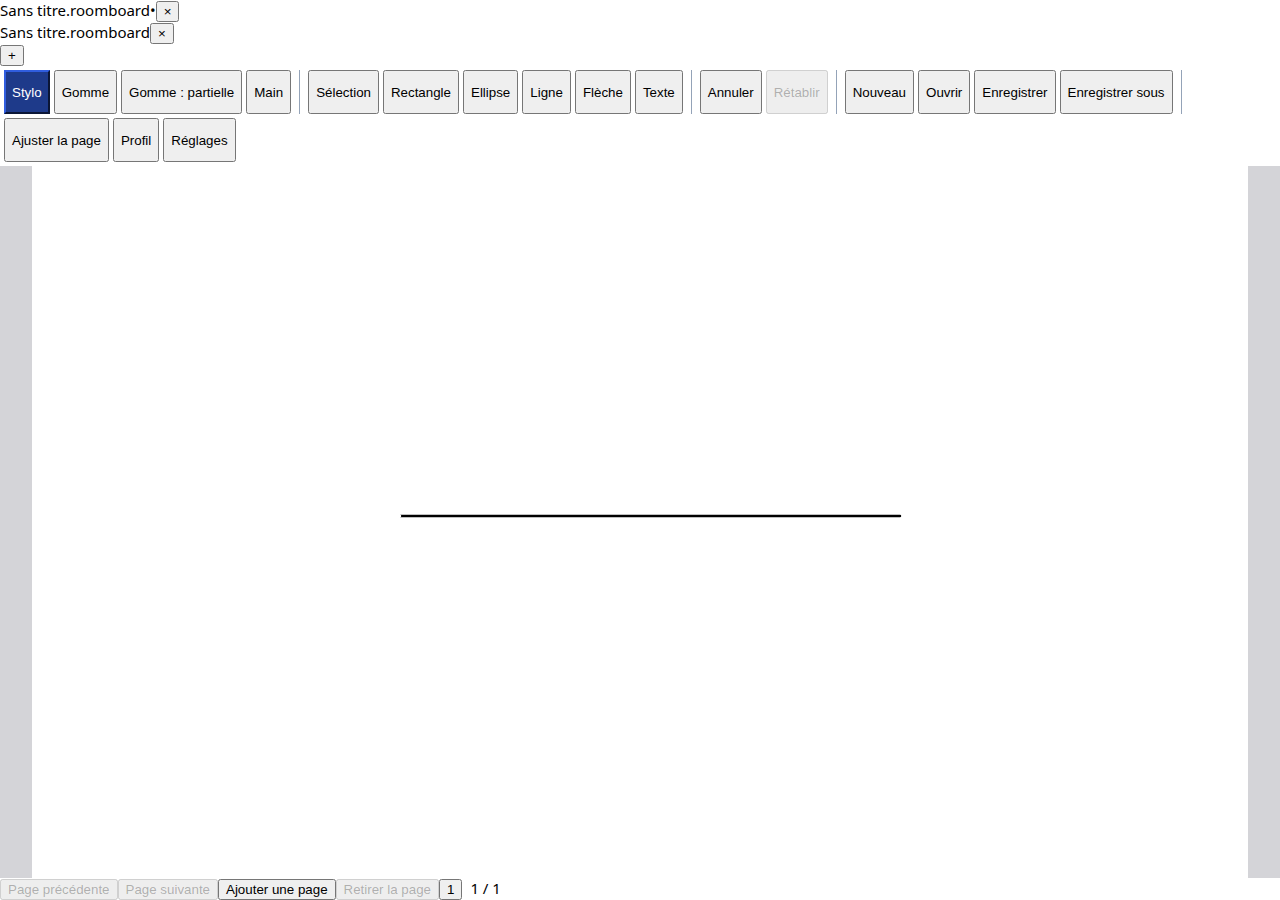 Sans titre.roomboard• ×
Sans titre.roomboard ×
+
Stylo Gomme Gomme : partielle Main Sélection Rectangle Ellipse Ligne Flèche Texte Annuler Rétablir Nouveau Ouvrir Enregistrer Enregistrer sous
Ajuster la page Profil Réglages
Page précédente Page suivante Ajouter une page Retirer la page 1 1 / 1